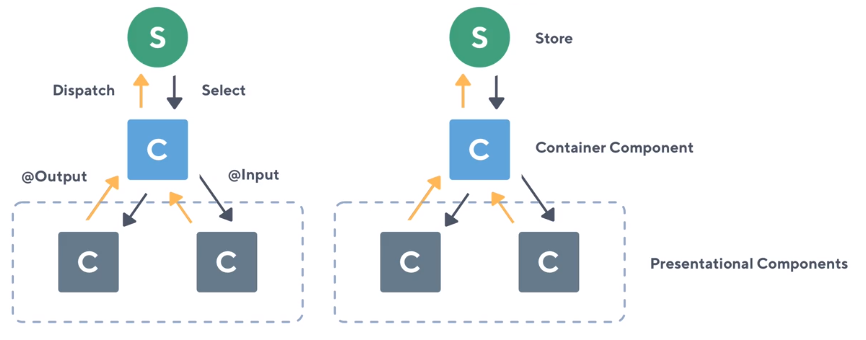 S
S
Store
Dispatch
Select
C
C
Container Component
@Output
@Input
C
C
C
C
Presentational Components